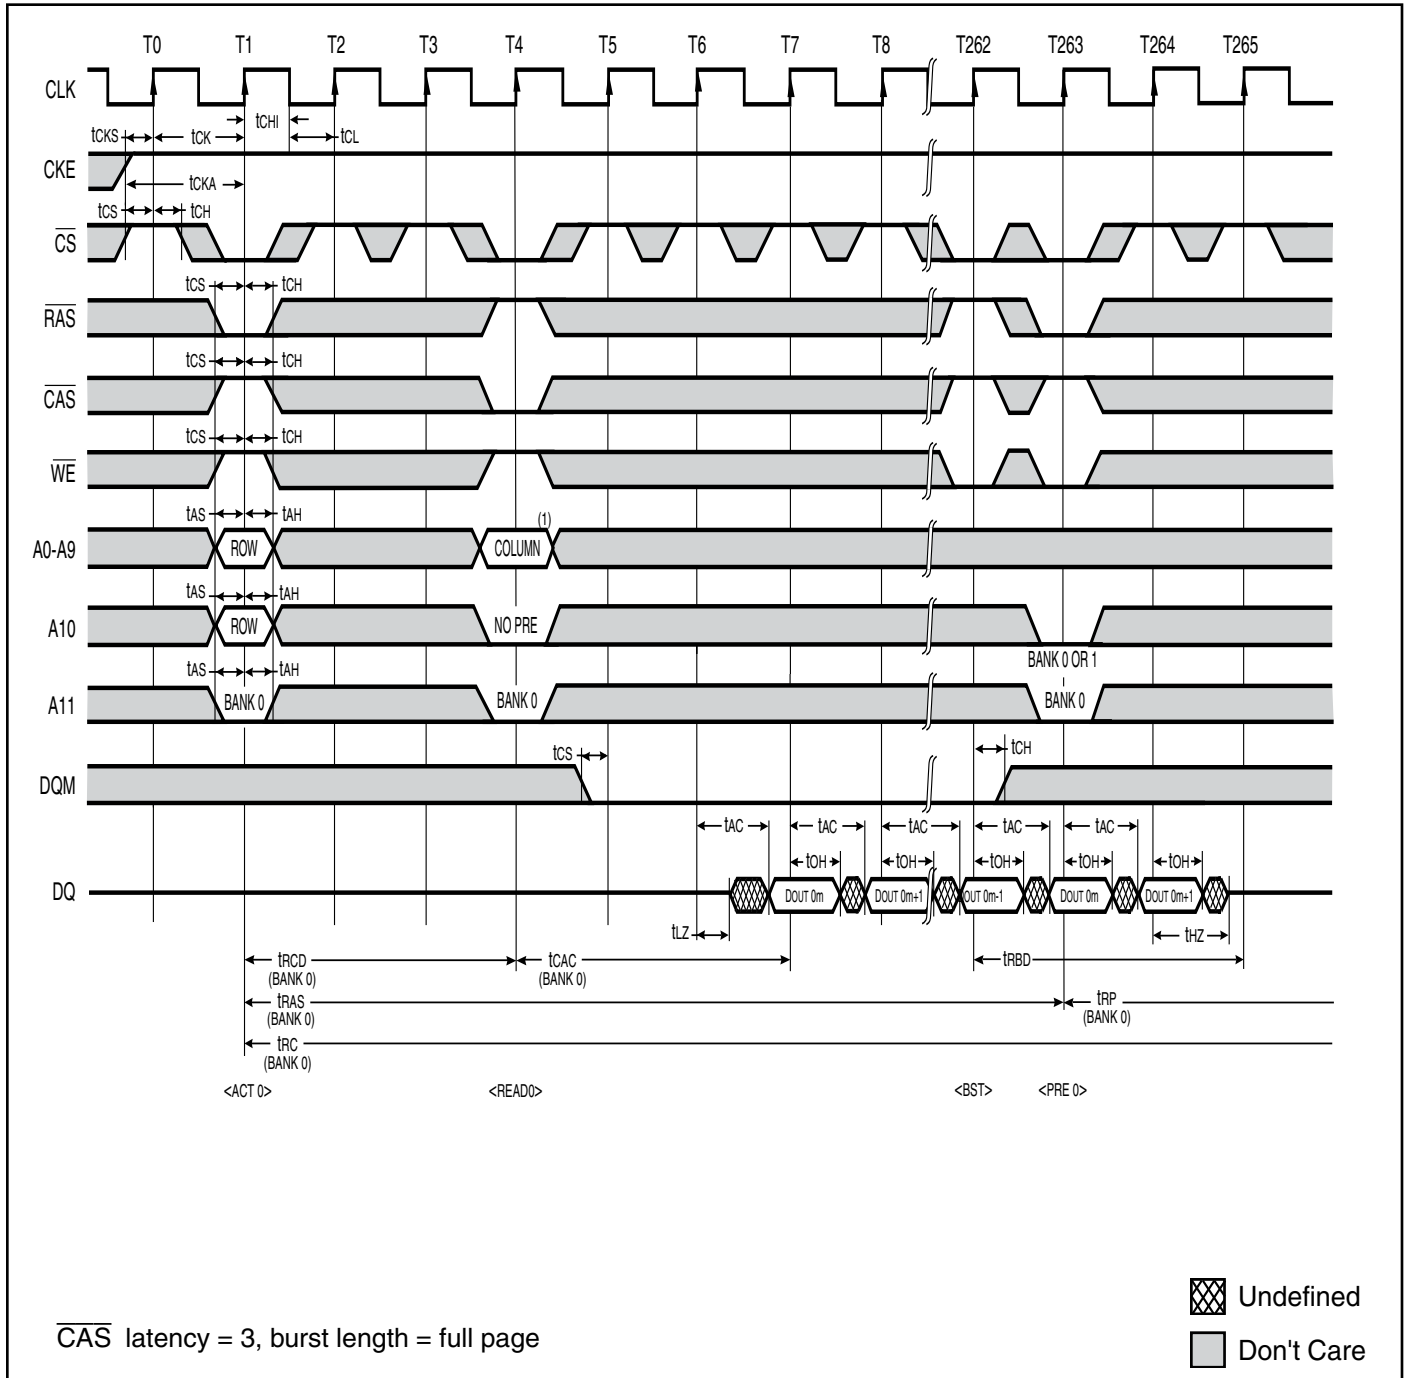 T0 T1 T2 T3 T4 T5 T6 T7 T8 T262 T263 T264 T265
CLK
tCHI
tCKS tCK tCL
CKE
tCKA
tCS tCH
CS
tCS tCH
RAS
tCS tCH
CAS
tCS tCH
WE
tAS tAH (1)
A0-A9 ROW COLUMN
tAS tAH
A10 ROW NO PRE
BANK 0 OR 1
tAS tAH
A11 BANK 0 BANK 0 BANK 0
tCS tCH
DQM
tAC tAC tAC tAC tAC
tOH tOH tOH tOH tOH
DQ DOUT 0m DOUT 0m+1 OUT 0m-1 DOUT 0m DOUT 0m+1
tLZ tHZ
tRCD tCAC tRBD
(BANK 0) (BANK 0)
tRAS tRP
(BANK 0) (BANK 0)
tRC
(BANK 0)
<ACT 0> <READ0> <BST> <PRE 0>
Undefined
CAS latency = 3, burst length = full page
Don't Care